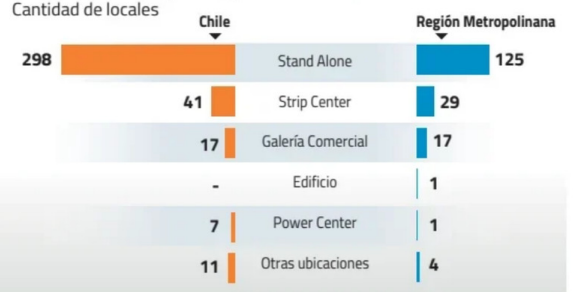 Cantidad de locales
Chile Región Metropolinana
298 Stand Alone 125
41 Strip Center 29
17 Galería Comercial 17
- Edificio 1
7 Power Center 1
11 Otras ubicaciones 4